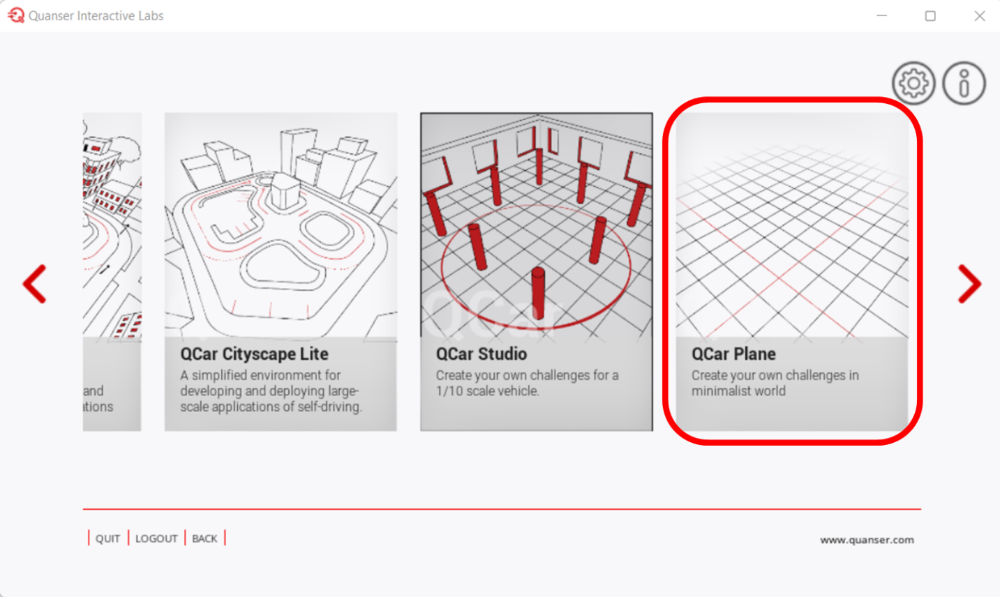 Quanser Interactive Labs
and
QCar Cityscape Lite
A simplified environment for
developing and deploying large-
scale applications of self-driving.
QCar
QCar Studio
Create your own challenges for a
1/10 scale vehicle.
QCar Plane
Create your own challenges in
minimalist world
QUIT
LOGOUT
BACK
www.quanser.com